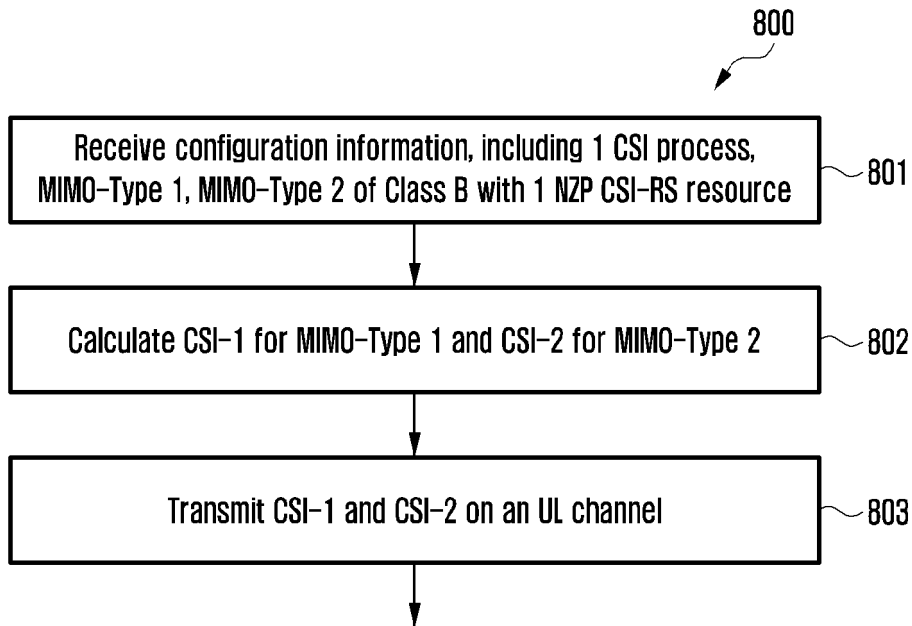 800
Receive configuration information, including 1 CSI process,
MIMO-Type 1, MIMO-Type 2 of Class B with 1 NZP CSI-RS resource
801
Calculate CSI-1 for MIMO-Type 1 and CSI-2 for MIMO-Type 2
802
Transmit CSI-1 and CSI-2 on an UL channel
803